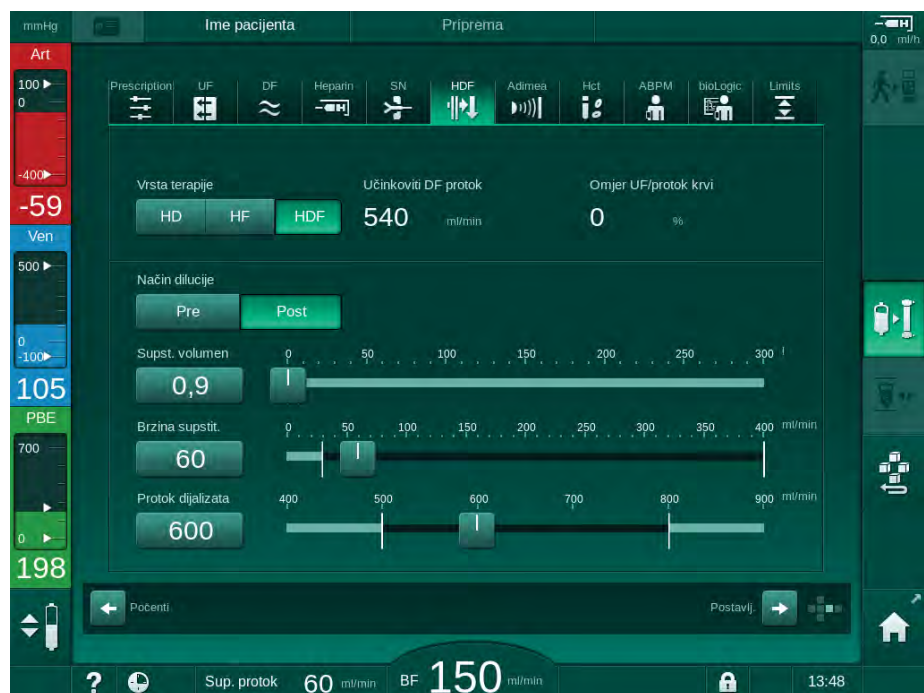 mmHg
Ime pacijenta
Priprema
0,0 ml/h
Art
100
0
-400
-59
Ven
500
0
-100
105
PBE
700
0
198
Prescription UF DF Heparin SN HDF Adimea Hct ABPM bioLogic Limits
Vrsta terapije Učinkoviti DF protok Omjer UF/protok krvi
HD HF HDF 540 ml/min 0 %
Način dilucije
Pre Post
Supst. volumen 0 50 100 150 200 250 300 l
0,9
Brzina supstit. 0 50 100 150 200 250 300 350 400 ml/min
60
Protok dijalizata 400 500 600 700 800 900 ml/min
600
Počenti Postavlj.
? Sup. protok 60 ml/min BF 150 ml/min 13:48